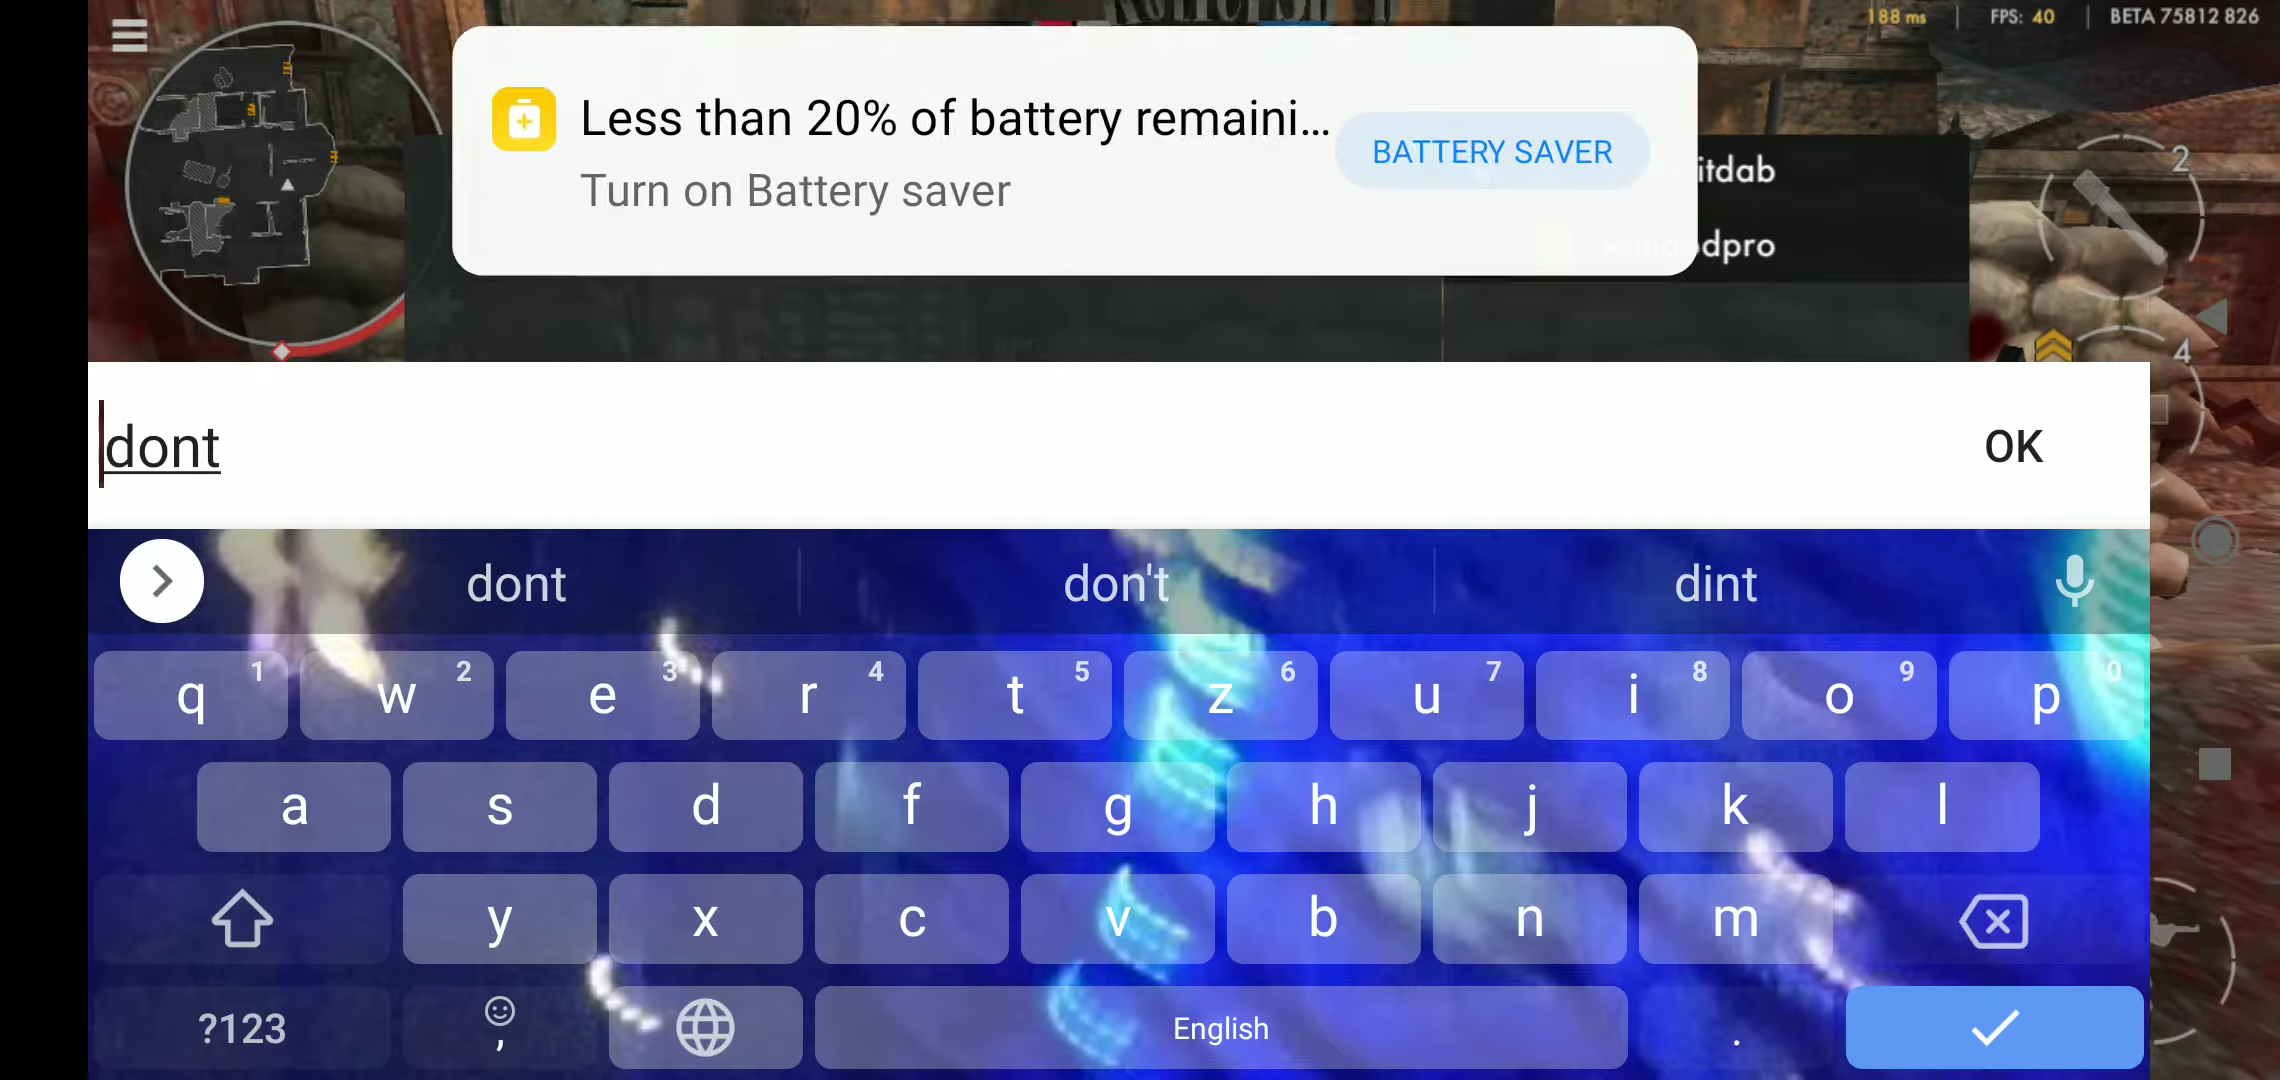 188 ms | FPS: 40 | BETA 75812 826
Less than 20% of battery remaini...
BATTERY SAVER
Turn on Battery saver
itdab
dpro
2
4
dont
OK
dont don't dint
q 1 w 2 e 3 r 4 t 5 z 6 u 7 i 8 o 9 p 0
a s d f g h j k l
y x c v b n m
?123 , English .